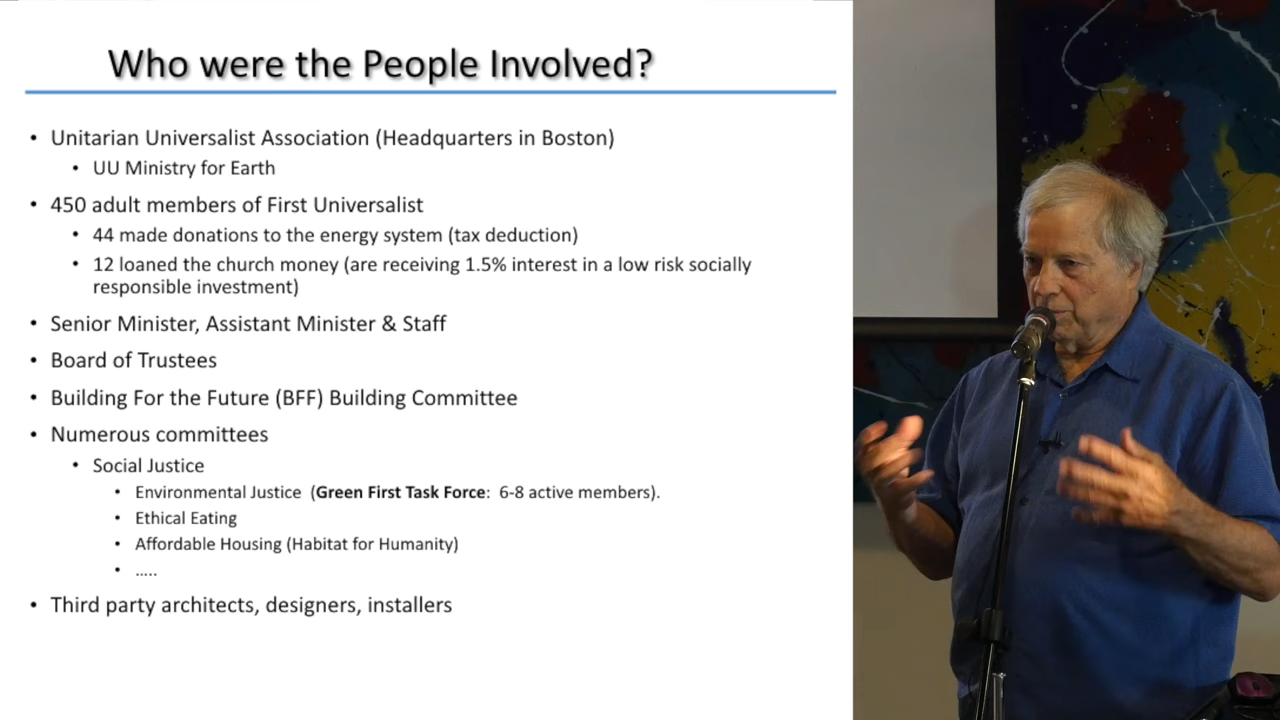 Who were the People Involved?
• Unitarian Universalist Association (Headquarters in Boston)
• UU Ministry for Earth
• 450 adult members of First Universalist
• 44 made donations to the energy system (tax deduction)
• 12 loaned the church money (are receiving 1.5% interest in a low risk socially
responsible investment)
• Senior Minister, Assistant Minister & Staff
• Board of Trustees
• Building For the Future (BFF) Building Committee
• Numerous committees
• Social Justice
• Environmental Justice  (Green First Task Force:  6-8 active members).
• Ethical Eating
• Affordable Housing (Habitat for Humanity)
• .....
• Third party architects, designers, installers